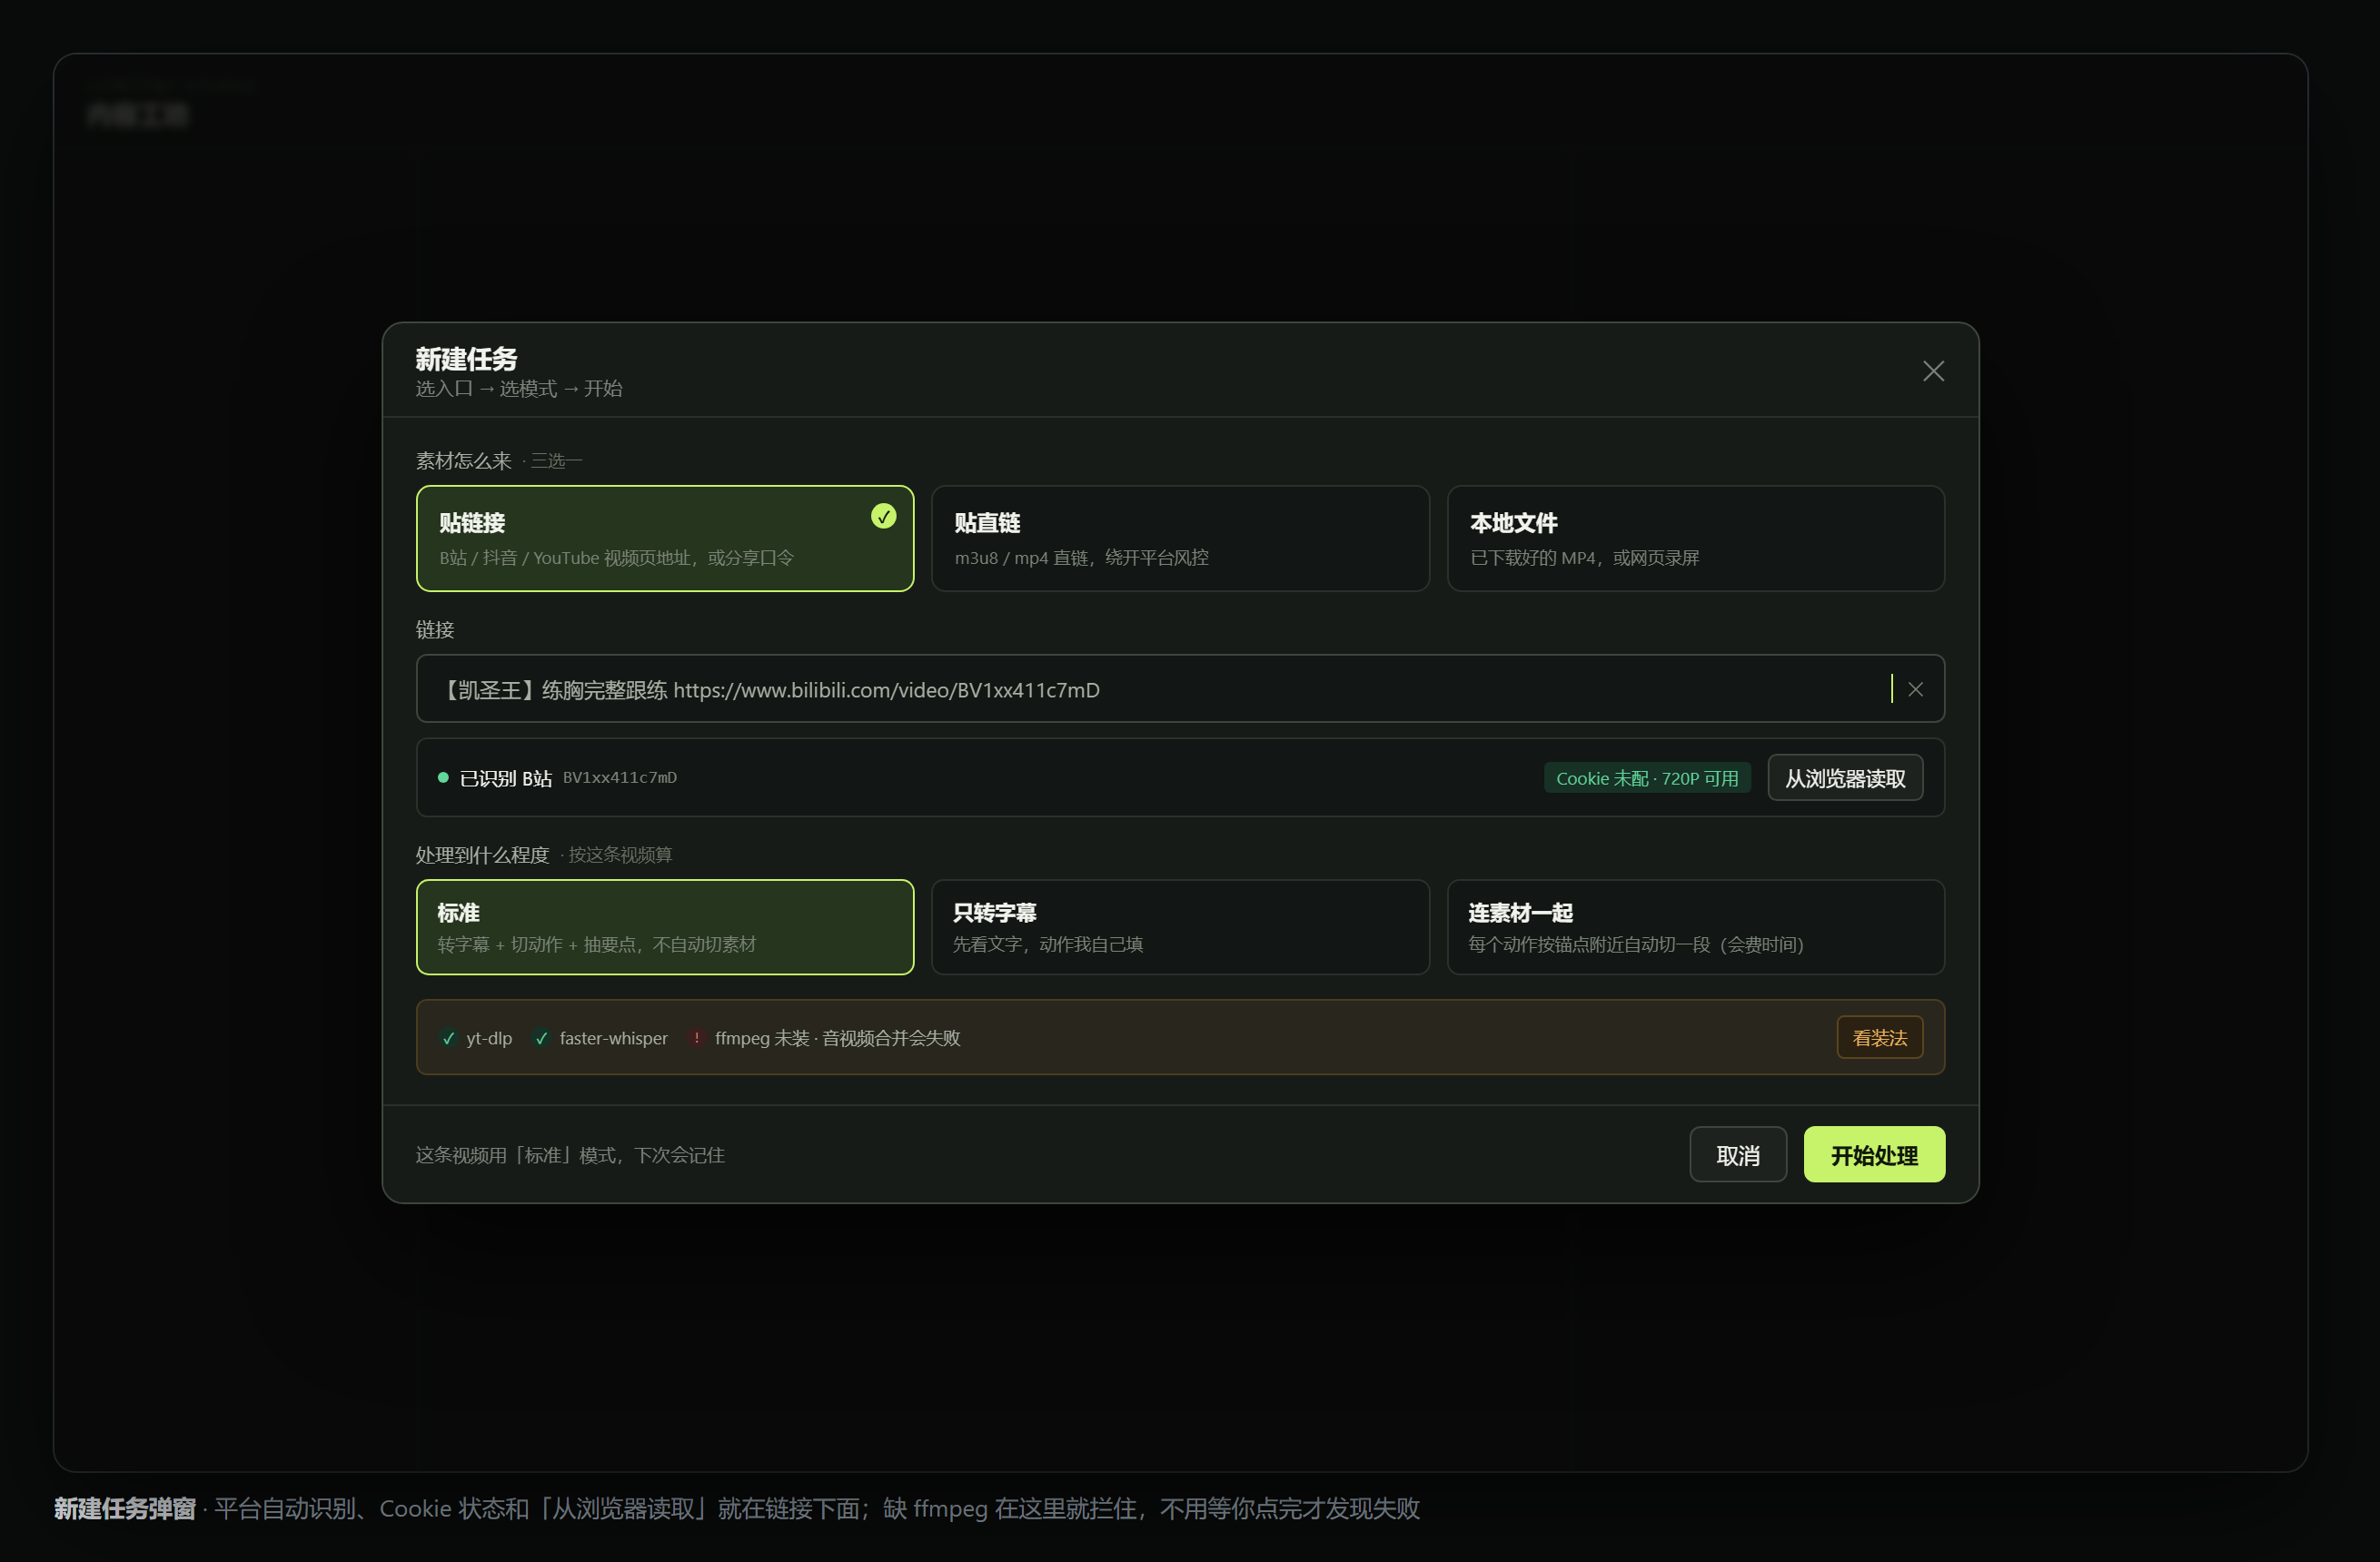 新建任务
选入口 → 选模式 → 开始
素材怎么来 · 三选一
贴链接
B站 / 抖音 / YouTube 视频页地址，或分享口令
贴直链
m3u8 / mp4 直链，绕开平台风控
本地文件
已下载好的 MP4，或网页录屏
链接
【凯圣王】练胸完整跟练 https://www.bilibili.com/video/BV1xx411c7mD
已识别 B站 BV1xx411c7mD
Cookie 未配 · 720P 可用
从浏览器读取
处理到什么程度 · 按这条视频算
标准
转字幕 + 切动作 + 抽要点，不自动切素材
只转字幕
先看文字，动作我自己填
连素材一起
每个动作按锚点附近自动切一段（会费时间）
✓ yt-dlp ✓ faster-whisper ! ffmpeg 未装 · 音视频合并会失败
看装法
这条视频用「标准」模式，下次会记住
取消
开始处理
新建任务弹窗 · 平台自动识别、Cookie 状态和「从浏览器读取」就在链接下面；缺 ffmpeg 在这里就拦住，不用等你点完才发现失败